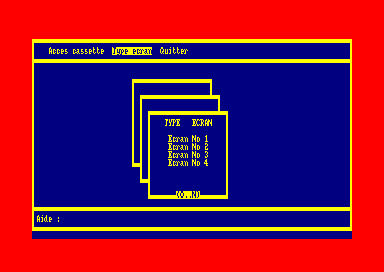 Acces cassette Type ecran Quitter
TYPE ECRAN
Ecran No 1
Ecran No 2
Ecran No 3
Ecran No 4
Aide :